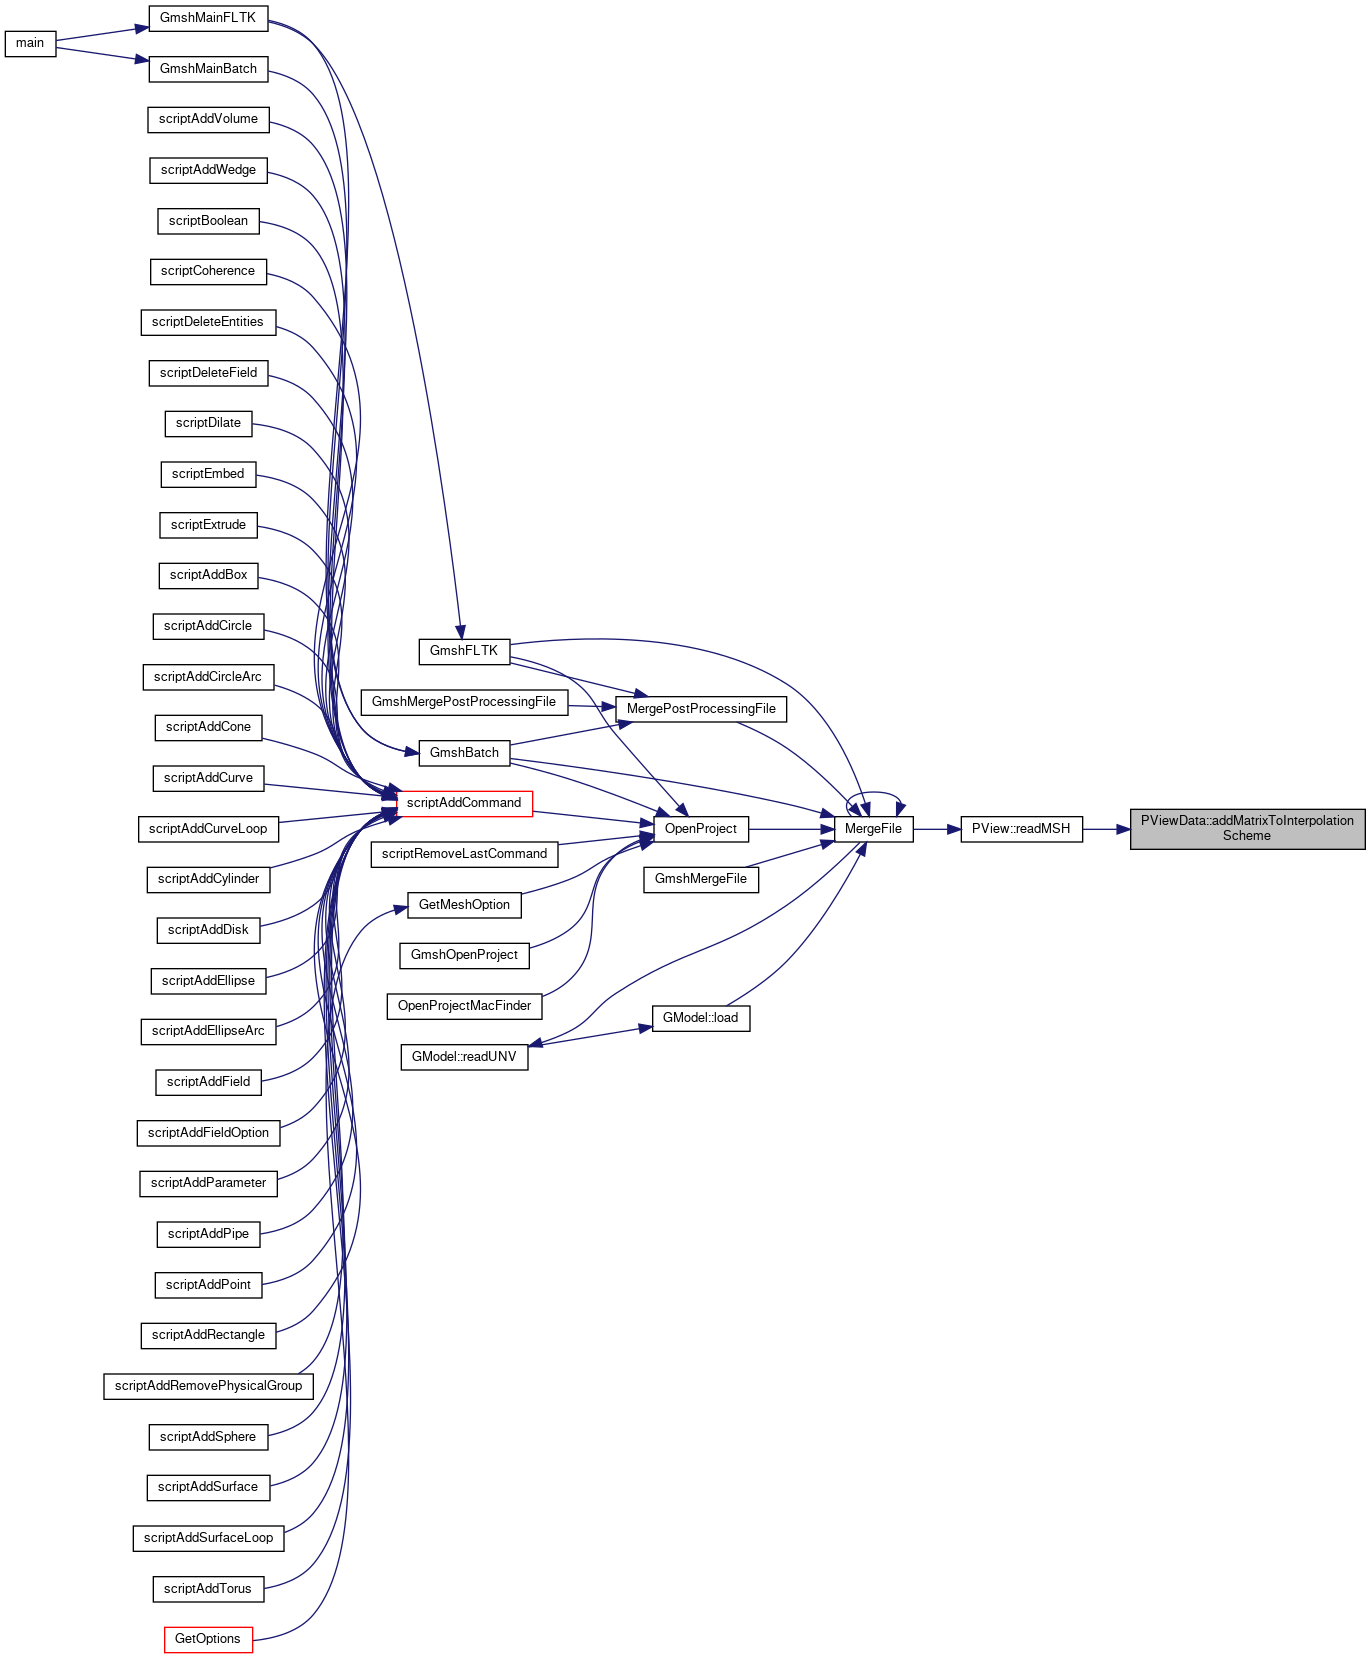 main
GmshMainFLTK
GmshMainBatch
scriptAddVolume
scriptAddWedge
scriptBoolean
scriptCoherence
scriptDeleteEntities
scriptDeleteField
scriptDilate
scriptEmbed
scriptExtrude
scriptAddBox
scriptAddCircle
scriptAddCircleArc
scriptAddCone
scriptAddCurve
scriptAddCurveLoop
scriptAddCylinder
scriptAddDisk
scriptAddEllipse
scriptAddEllipseArc
scriptAddField
scriptAddFieldOption
scriptAddParameter
scriptAddPipe
scriptAddPoint
scriptAddRectangle
scriptAddRemovePhysicalGroup
scriptAddSphere
scriptAddSurface
scriptAddSurfaceLoop
scriptAddTorus
GetOptions
GmshFLTK
GmshMergePostProcessingFile
GmshBatch
scriptAddCommand
scriptRemoveLastCommand
GetMeshOption
GmshOpenProject
OpenProjectMacFinder
GModel::readUNV
MergePostProcessingFile
OpenProject
GmshMergeFile
GModel::load
MergeFile
PView::readMSH
PViewData::addMatrixToInterpolation
Scheme